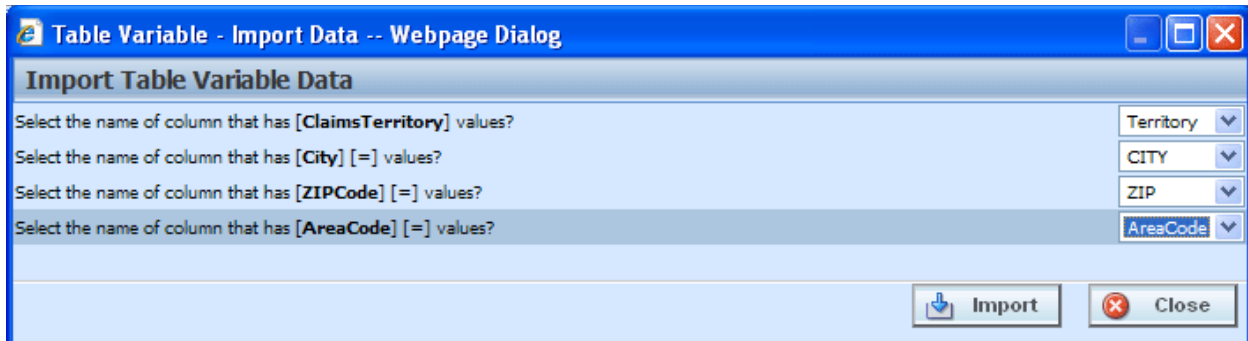 Table Variable - Import Data -- Webpage Dialog
Import Table Variable Data
Select the name of column that has [ClaimsTerritory] values? Territory
Select the name of column that has [City] [=] values? CITY
Select the name of column that has [ZIPCode] [=] values? ZIP
Select the name of column that has [AreaCode] [=] values? AreaCode
Import Close